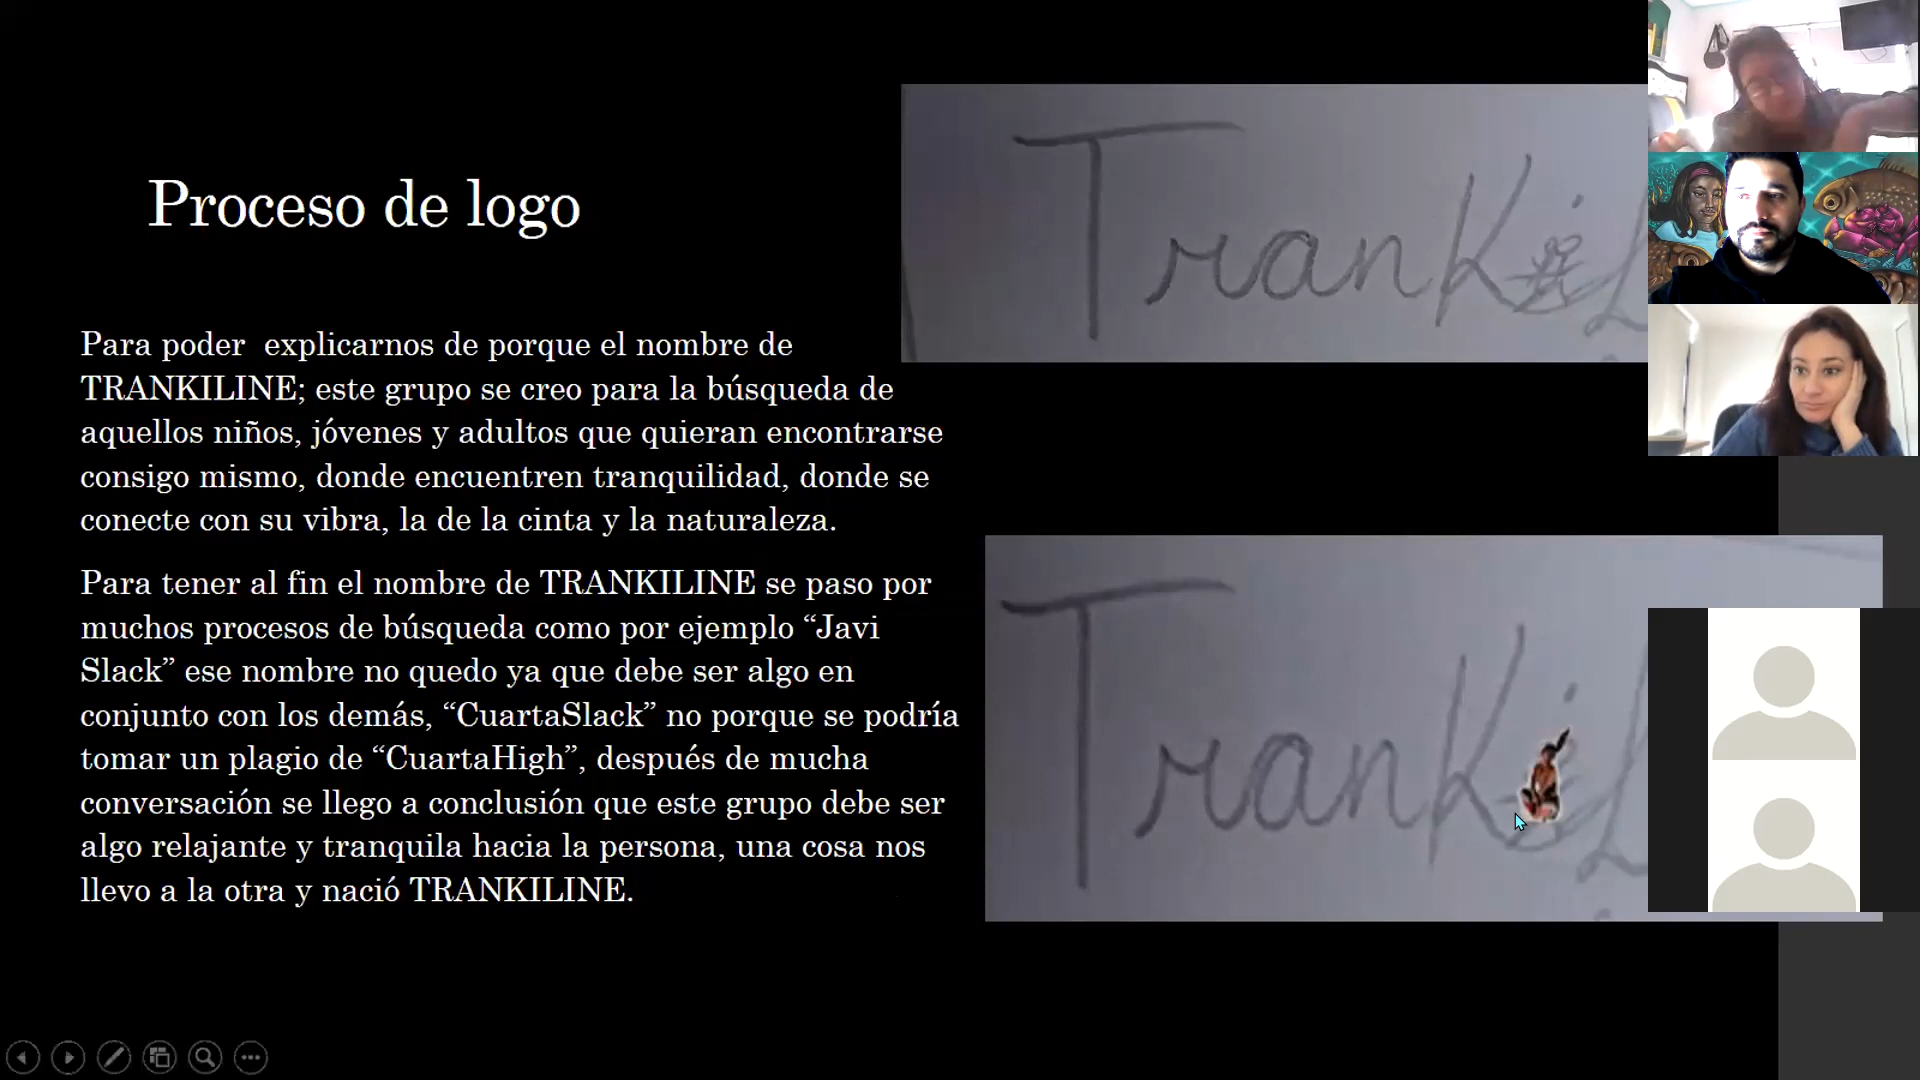 Proceso de logo
Para poder  explicarnos de porque el nombre de
TRANKILINE; este grupo se creo para la búsqueda de
aquellos niños, jóvenes y adultos que quieran encontrarse
consigo mismo, donde encuentren tranquilidad, donde se
conecte con su vibra, la de la cinta y la naturaleza.
Para tener al fin el nombre de TRANKILINE se paso por
muchos procesos de búsqueda como por ejemplo “Javi
Slack” ese nombre no quedo ya que debe ser algo en
conjunto con los demás, “CuartaSlack” no porque se podría
tomar un plagio de “CuartaHigh”, después de mucha
conversación se llego a conclusión que este grupo debe ser
algo relajante y tranquila hacia la persona, una cosa nos
llevo a la otra y nació TRANKILINE.
TranKiL
TranKiL